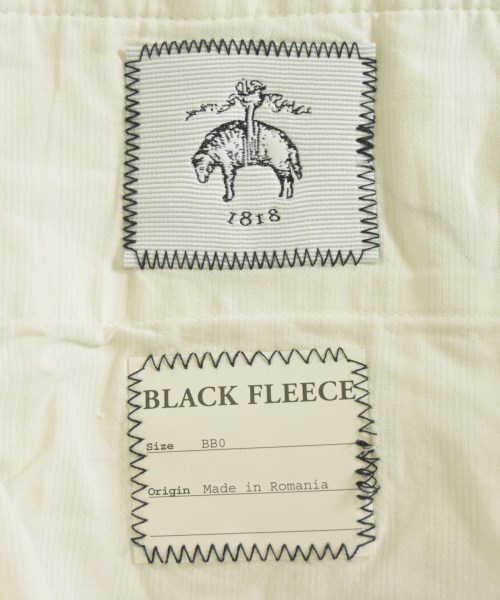 1818
BLACK FLEECE
Size BB0
Origin Made in Romania